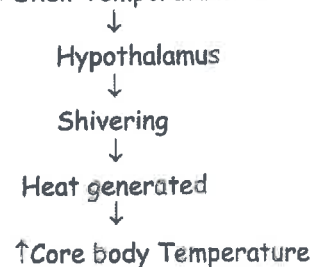 ↓
Hypothalamus
↓
Shivering
↓
Heat generated
↓
↑Core body Temperature